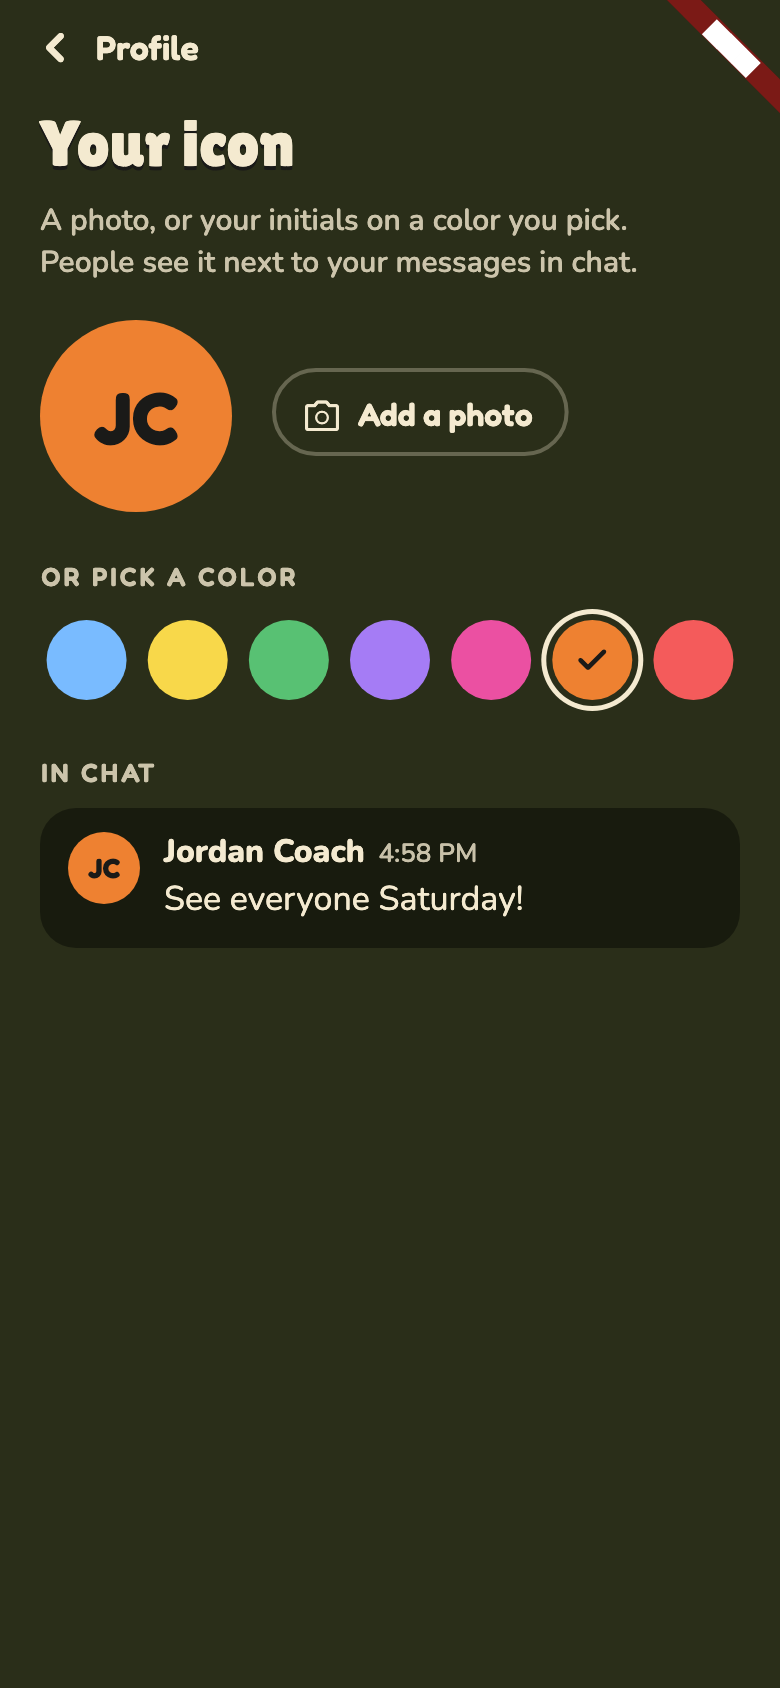 Profile
Your icon
A photo, or your initials on a color you pick.
People see it next to your messages in chat.
JC
Add a photo
OR PICK A COLOR
IN CHAT
JC
Jordan Coach 4:58 PM
See everyone Saturday!